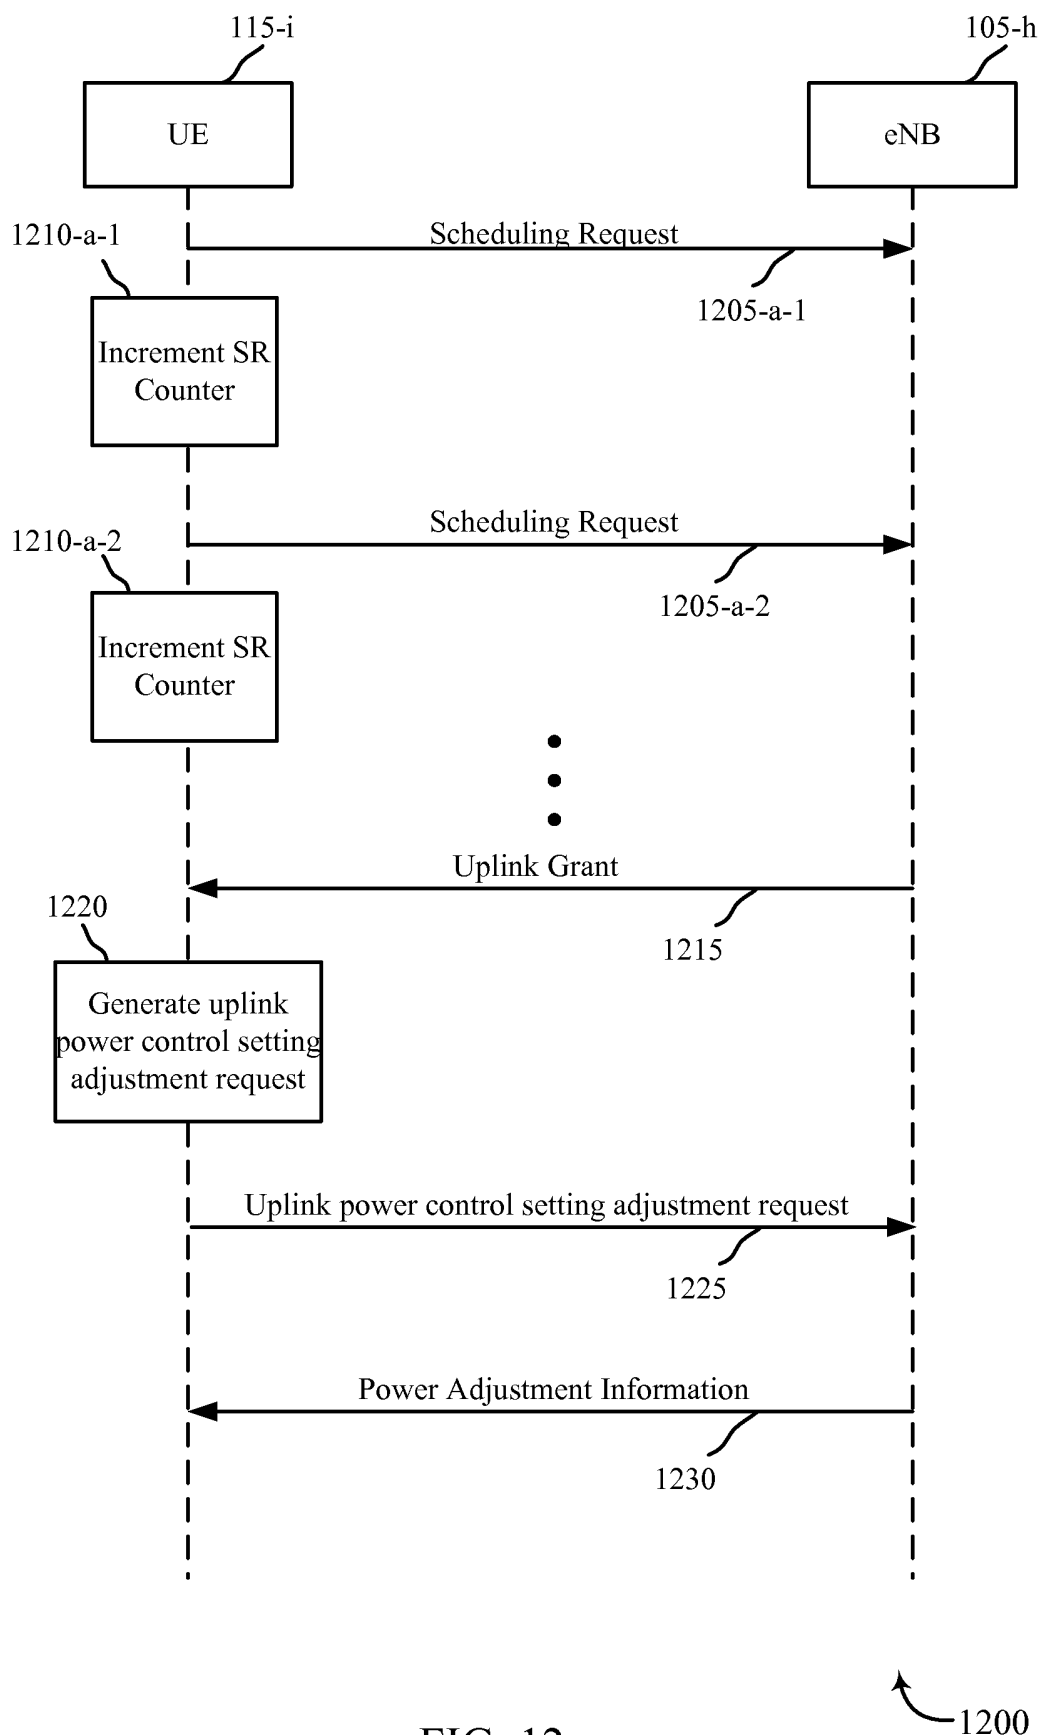 115-i
105-h
UE
eNB
1210-a-1
Scheduling Request
1205-a-1
Increment SR
Counter
1210-a-2
Scheduling Request
1205-a-2
Increment SR
Counter
Uplink Grant
1215
1220
Generate uplink
power control setting
adjustment request
Uplink power control setting adjustment request
1225
Power Adjustment Information
1230
1200
FIG. 12